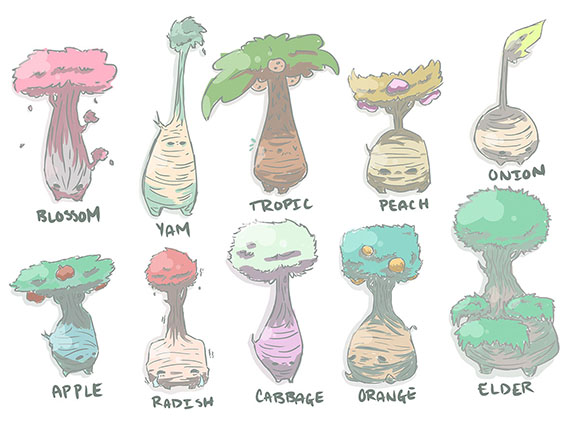 BLOSSOM
YAM
TROPIC
PEACH
ONION
APPLE
RADISH
CABBAGE
ORANGE
ELDER